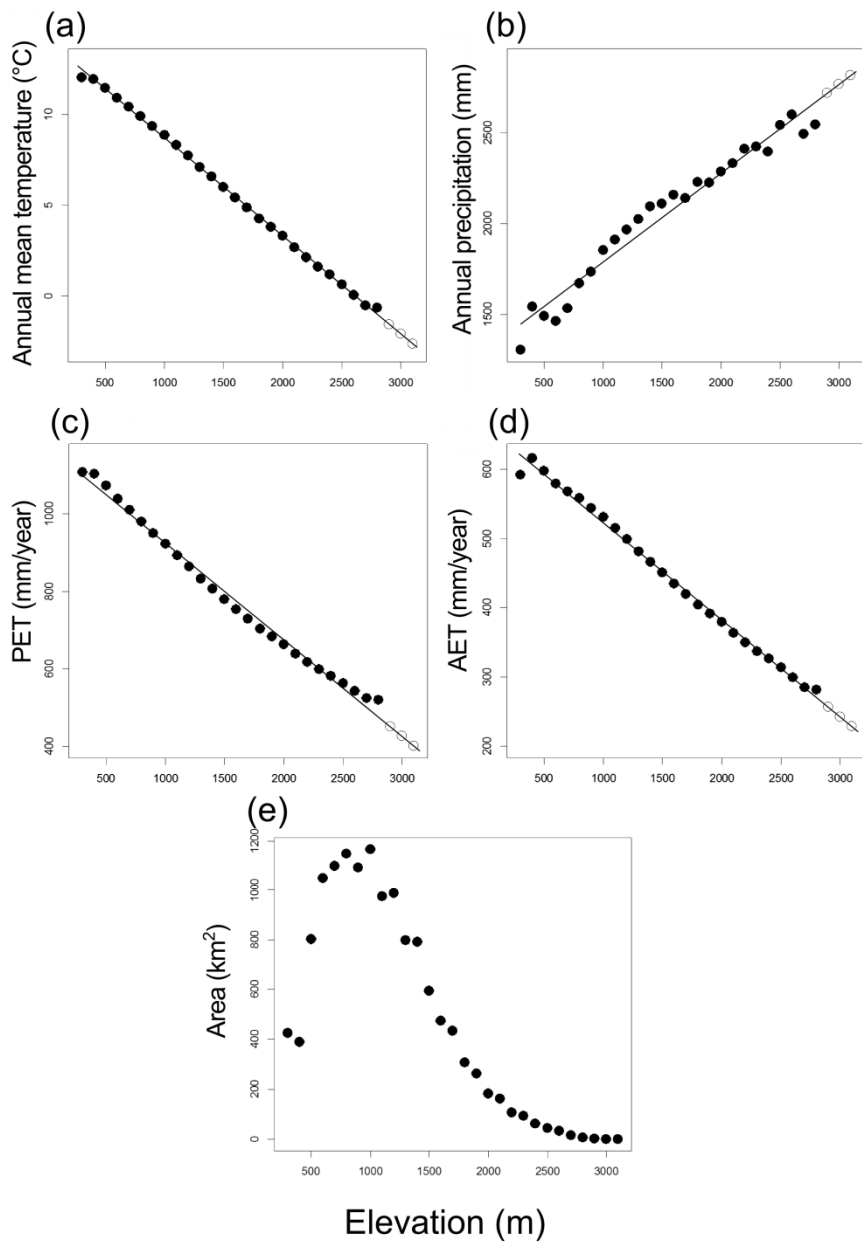 (a)
Annual mean temperature (°C)
10
5
0
500 1000 1500 2000 2500 3000
(b)
Annual precipitation (mm)
2500
2000
1500
500 1000 1500 2000 2500 3000
(c)
PET (mm/year)
1000
800
600
400
500 1000 1500 2000 2500 3000
(d)
AET (mm/year)
600
500
400
300
200
500 1000 1500 2000 2500 3000
(e)
Area (km²)
1200
1000
800
600
400
200
0
500 1000 1500 2000 2500 3000
Elevation (m)